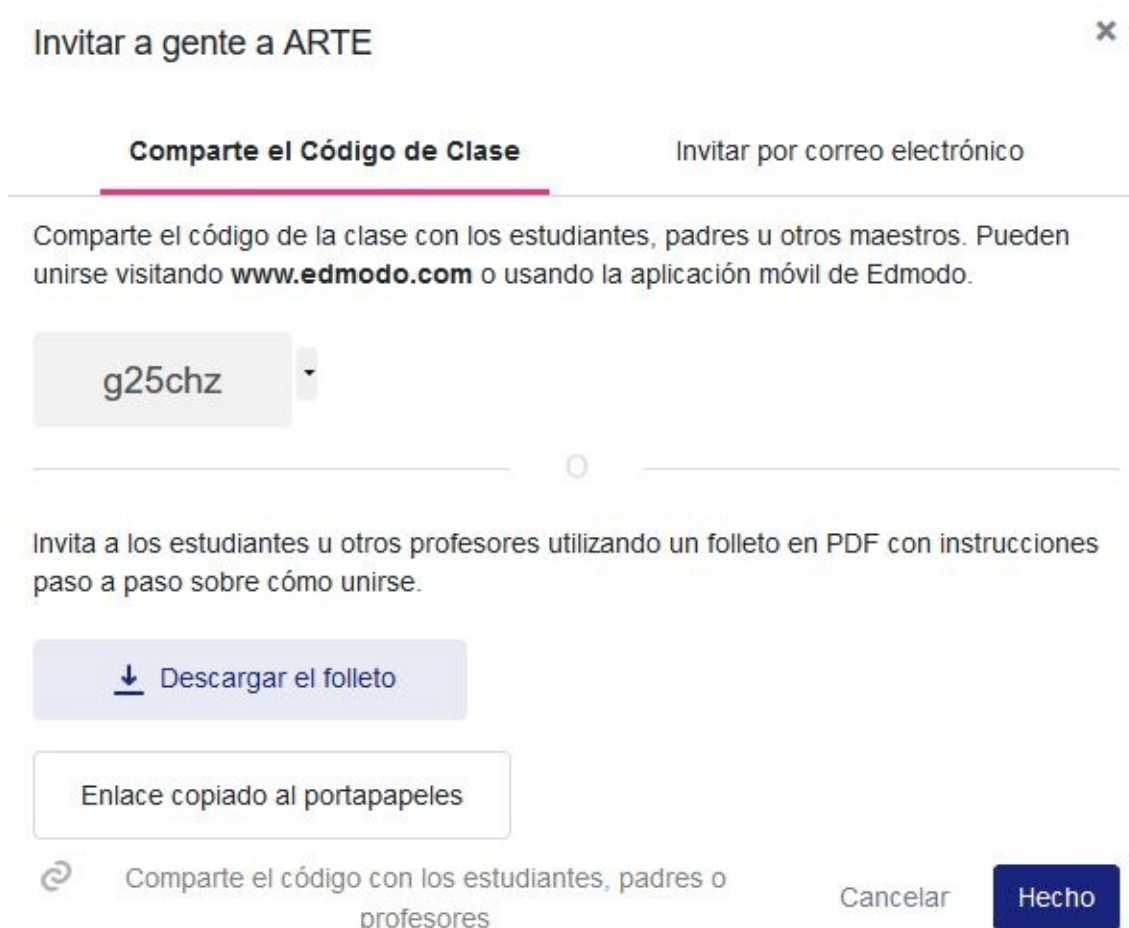 Invitar a gente a ARTE
×
Comparte el Código de Clase
Invitar por correo electrónico
Comparte el código de la clase con los estudiantes, padres u otros maestros. Pueden
unirse visitando www.edmodo.com o usando la aplicación móvil de Edmodo.
g25chz
O
Invita a los estudiantes u otros profesores utilizando un folleto en PDF con instrucciones
paso a paso sobre cómo unirse.
Descargar el folleto
Enlace copiado al portapapeles
Comparte el código con los estudiantes, padres o
profesores
Cancelar
Hecho